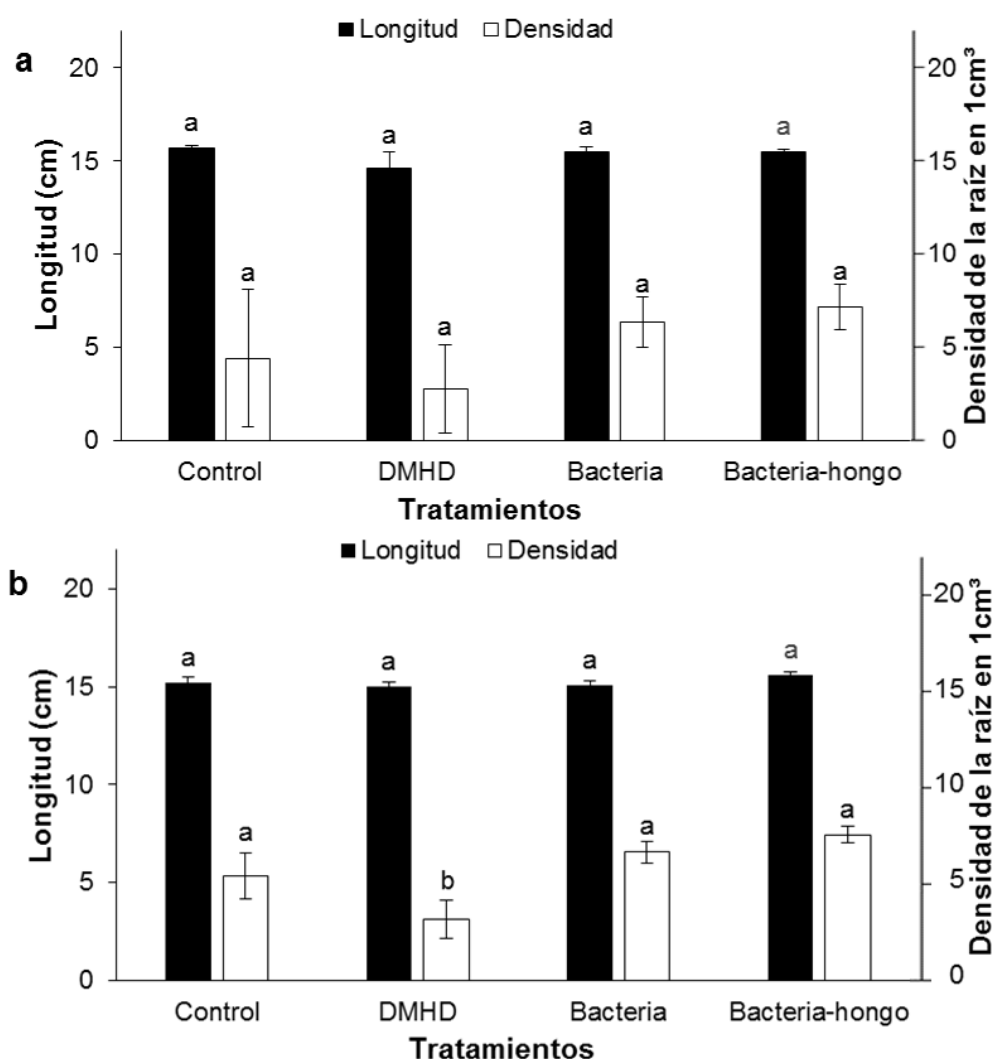 Longitud Densidad
a
20
15
10
5
0
Longitud (cm)
a a a a
a a a a
20
15
10
5
0
Densidad de la raíz en 1cm³
Control DMHD Bacteria Bacteria-hongo
Tratamientos
Longitud Densidad
b
20
15
10
5
0
Longitud (cm)
a a a a
a b a a
20
15
10
5
0
Densidad de la raíz en 1cm³
Control DMHD Bacteria Bacteria-hongo
Tratamientos